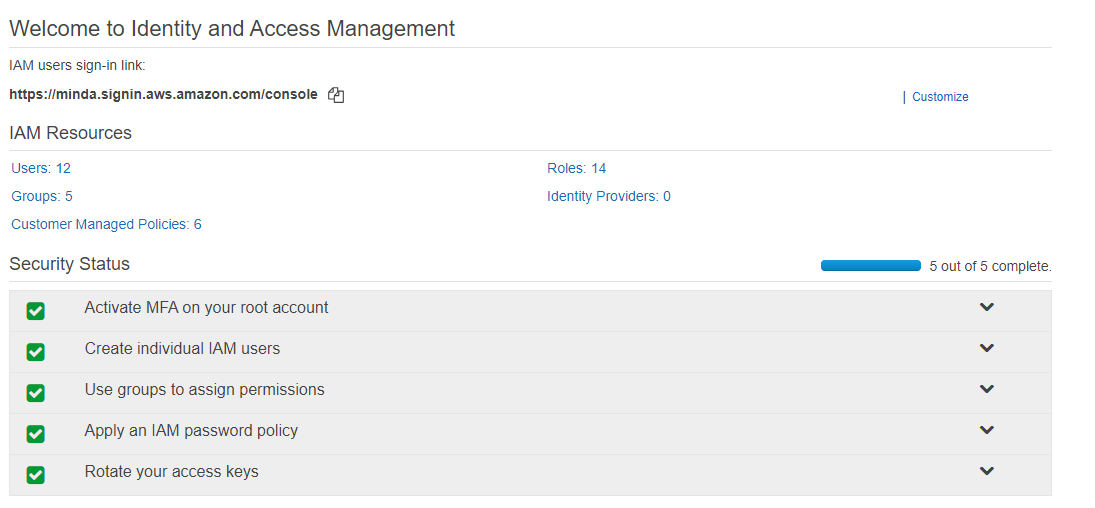 Welcome to Identity and Access Management
IAM users sign-in link:
https://minda.signin.aws.amazon.com/console
| Customize
IAM Resources
Users: 12
Roles: 14
Groups: 5
Identity Providers: 0
Customer Managed Policies: 6
Security Status
5 out of 5 complete.
Activate MFA on your root account
Create individual IAM users
Use groups to assign permissions
Apply an IAM password policy
Rotate your access keys